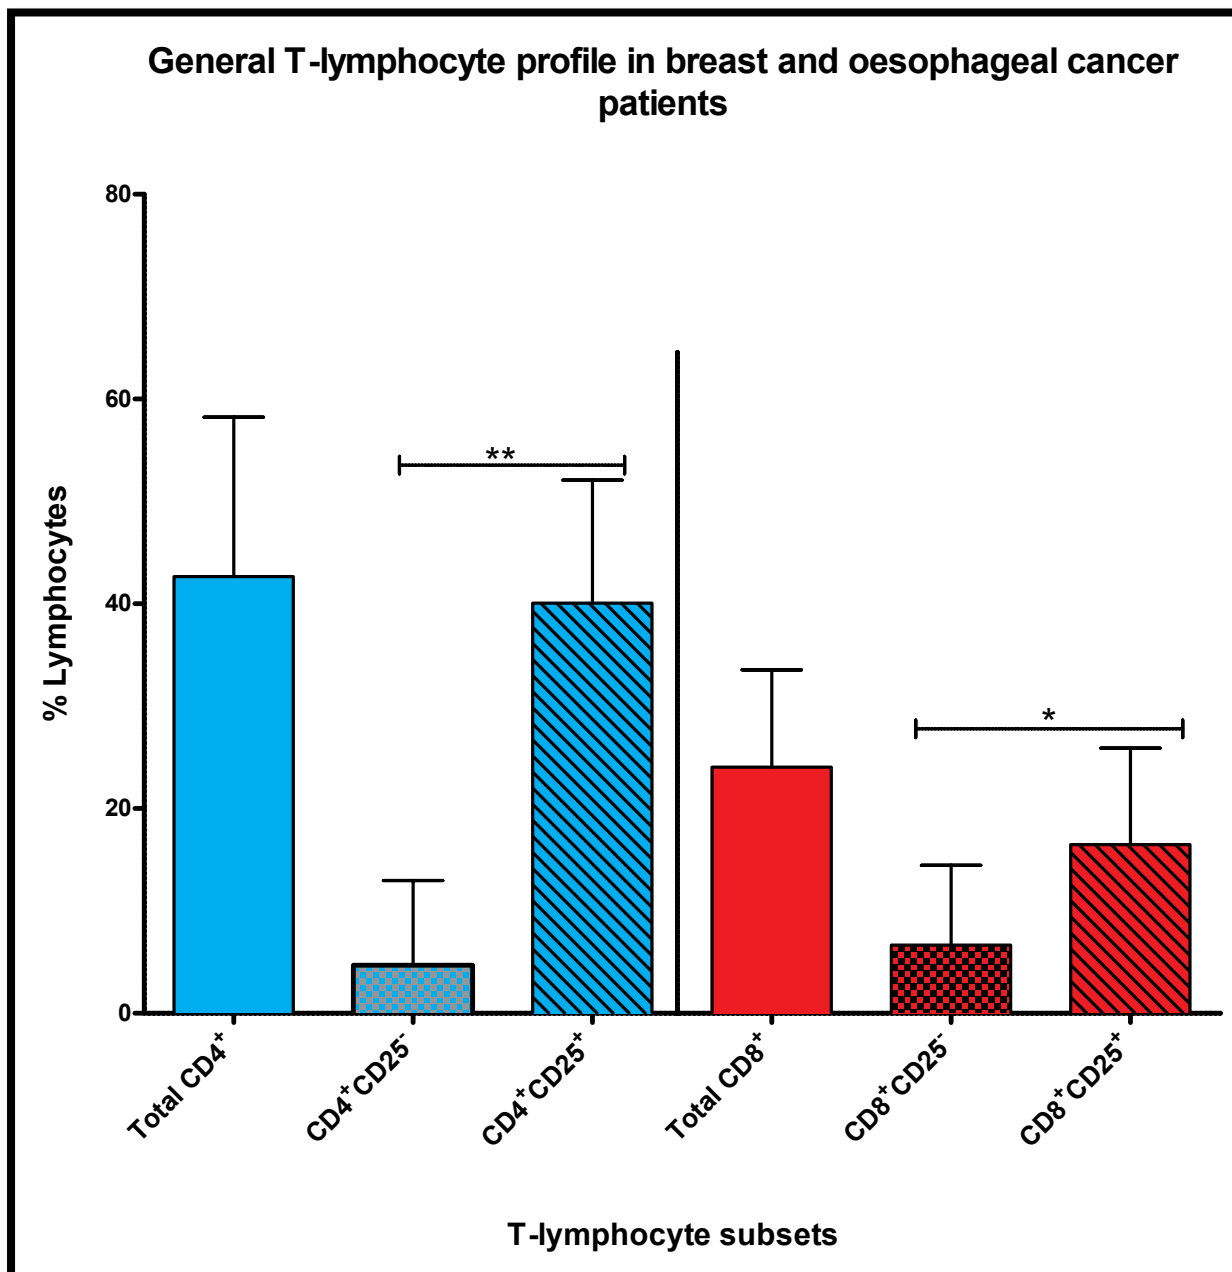 General T-lymphocyte profile in breast and oesophageal cancer
patients
80
60
40
20
0
% Lymphocytes
**
*
Total CD4⁺
CD4⁺CD25⁻
CD4⁺CD25⁺
Total CD8⁺
CD8⁺CD25⁻
CD8⁺CD25⁺
T-lymphocyte subsets